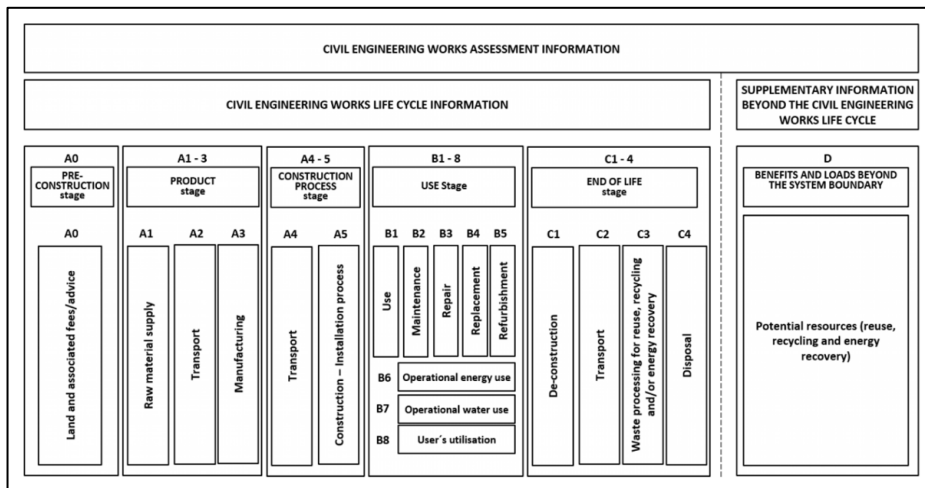 CIVIL ENGINEERING WORKS ASSESSMENT INFORMATION
CIVIL ENGINEERING WORKS LIFE CYCLE INFORMATION
SUPPLEMENTARY INFORMATION
BEYOND THE CIVIL ENGINEERING
WORKS LIFE CYCLE
A0
PRE-
CONSTRUCTION
stage
A0
Land and associated fees/advice
A1 - 3
PRODUCT
stage
A1
Raw material supply
A2
Transport
A3
Manufacturing
A4 - 5
CONSTRUCTION
PROCESS
stage
A4
Transport
A5
Construction – Installation process
B1 - 8
USE Stage
B1
Use
B2
Maintenance
B3
Repair
B4
Replacement
B5
Refurbishment
B6
Operational energy use
B7
Operational water use
B8
User´s utilisation
C1 - 4
END OF LIFE
stage
C1
De-construction
C2
Transport
C3
Waste processing for reuse, recycling
and/or energy recovery
C4
Disposal
D
BENEFITS AND LOADS BEYOND
THE SYSTEM BOUNDARY
Potential resources (reuse,
recycling and energy
recovery)